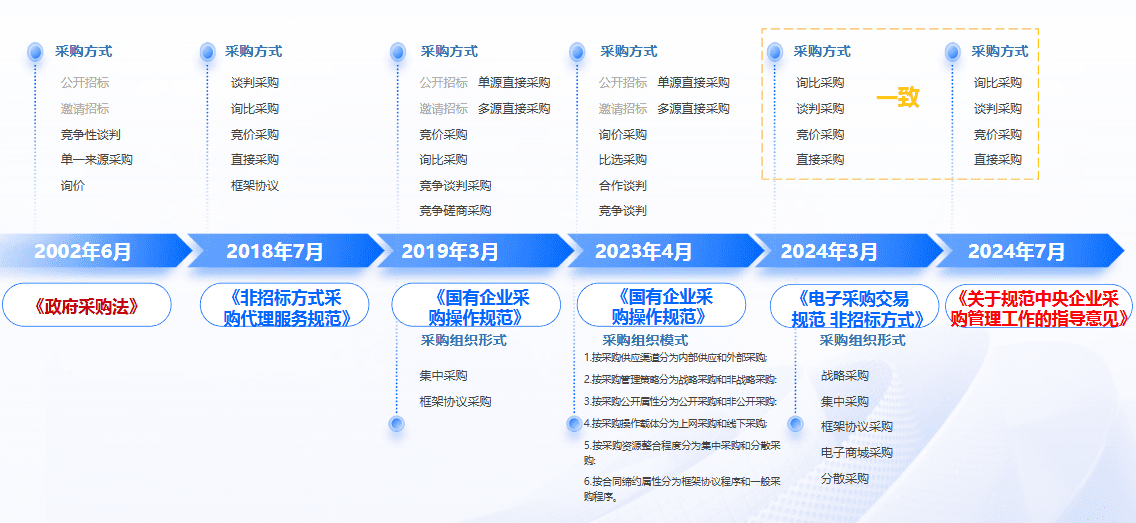 采购方式
公开招标
邀请招标
竞争性谈判
单一来源采购
询价
采购方式
谈判采购
询比采购
竞价采购
直接采购
框架协议
采购方式
公开招标 单源直接采购
邀请招标 多源直接采购
竞价采购
询比采购
竞争谈判采购
竞争磋商采购
采购方式
公开招标 单源直接采购
邀请招标 多源直接采购
询价采购
比选采购
合作谈判
竞争谈判
采购方式
询比采购
谈判采购
竞价采购
直接采购
一致
采购方式
询比采购
谈判采购
竞价采购
直接采购
2002年6月
2018年7月
2019年3月
2023年4月
2024年3月
2024年7月
《政府采购法》
《非招标方式采
购代理服务规范》
《国有企业采
购操作规范》
《国有企业采
购操作规范》
《电子采购交易
规范 非招标方式》
《关于规范中央企业采
购管理工作的指导意见》
采购组织形式
集中采购
框架协议采购
采购组织模式
1.按采购供应渠道分为内部供应和外部采购;
2.按采购管理策略分为战略采购和非战略采购;
3.按采购公开属性分为公开采购和非公开采购;
4.按采购操作载体分为上网采购和线下采购;
5.按采购资源整合程度分为集中采购和分散采
购;
6.按合同缔约属性分为框架协议程序和一般采
购程序。
采购组织形式
战略采购
集中采购
框架协议采购
电子商城采购
分散采购